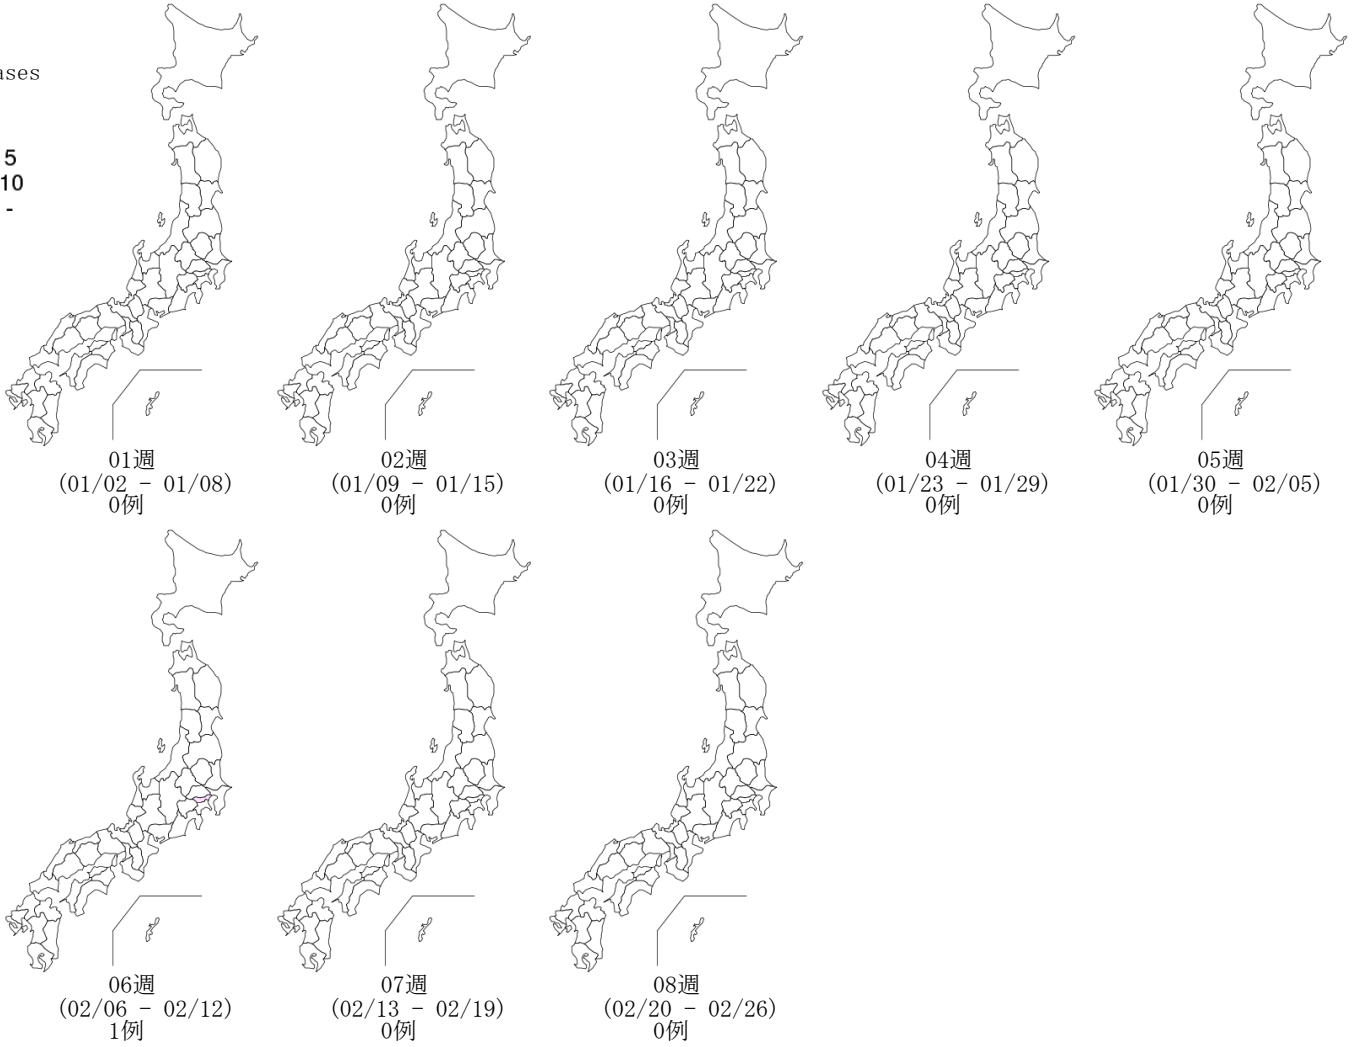 ases
5
10
-
01週
(01/02 - 01/08)
0例
02週
(01/09 - 01/15)
0例
03週
(01/16 - 01/22)
0例
04週
(01/23 - 01/29)
0例
05週
(01/30 - 02/05)
0例
06週
(02/06 - 02/12)
1例
07週
(02/13 - 02/19)
0例
08週
(02/20 - 02/26)
0例